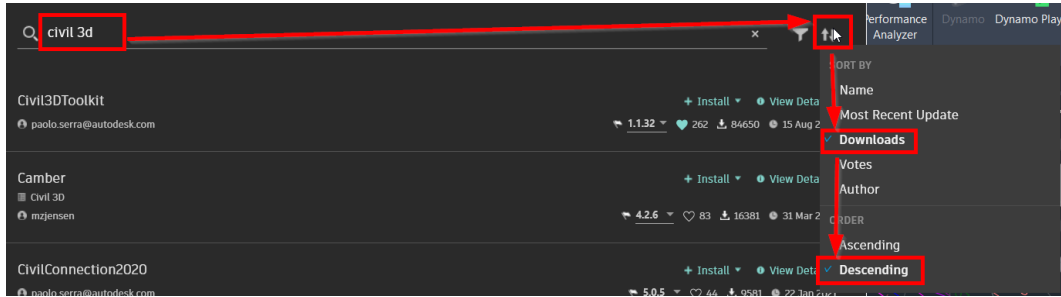 Performance
Analyzer
Dynamo
Dynamo Play
civil 3d
×
SORT BY
Name
Most Recent Update
Downloads
Votes
Author
ORDER
Ascending
Descending
Civil3DToolkit
+ Install
View Deta
paolo.serra@autodesk.com
1.1.32
262
84650
15 Aug 2
Camber
+ Install
View Deta
Civil 3D
mzjensen
4.2.6
83
16381
31 Mar 2
CivilConnection2020
+ Install
View Deta
paolo.serra@autodesk.com
5.0.5
44
9581
22 Jan 2021